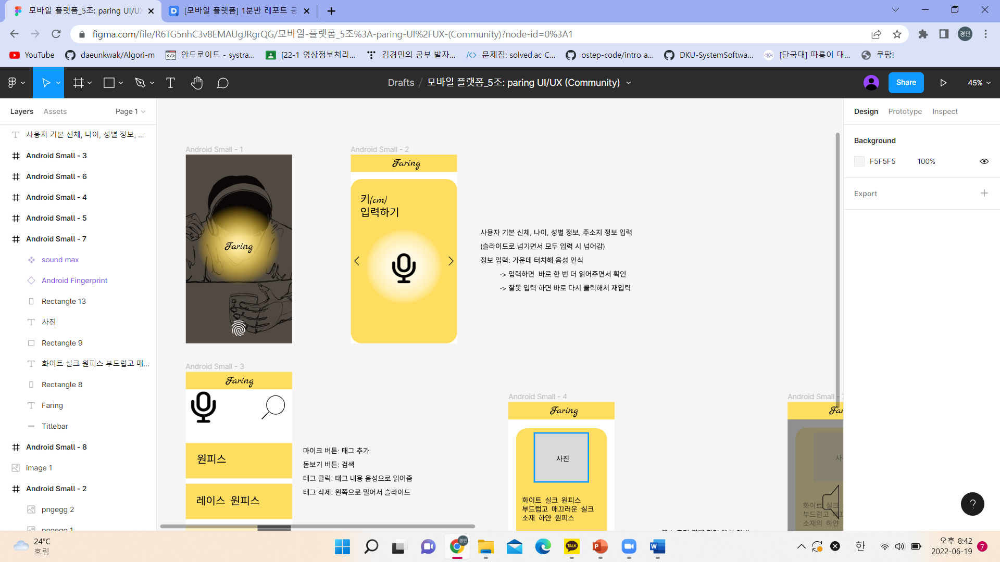 모바일 플랫폼_5조: paring UI/UX
[모바일 플랫폼] 1분반 레포트 공
figma.com/file/R6TG5nhC3v8EMAUgJRgrQG/모바일-플랫폼_5조%3A-paring-UI%2FUX-(Community)?node-id=0%3A1
경민
YouTube
daeunkwak/Algori-m
안드로이드 - systra...
[22-1 영상정보처리...
김경민의 공부 발자...
문제집: solved.ac C...
ostep-code/intro a...
DKU-SystemSoftwa...
[단국대] 따릉이 대...
쿠팡!
Drafts / 모바일 플랫폼_5조: paring UI/UX (Community)
Share
45%
Layers
Assets
Page 1
사용자 기본 신체, 나이, 성별 정보, ...
Android Small - 3
Android Small - 6
Android Small - 4
Android Small - 5
Android Small - 7
sound max
Android Fingerprint
Rectangle 13
사진
Rectangle 9
화이트 실크 원피스 부드럽고 매...
Rectangle 8
Faring
Titlebar
Android Small - 8
image 1
Android Small - 2
pngegg 2
pngegg 1
Android Small - 1
Faring
Android Small - 2
Faring
키(cm)
입력하기
사용자 기본 신체, 나이, 성별 정보, 주소지 정보 입력
(슬라이드로 넘기면서 모두 입력 시 넘어감)
정보 입력: 가운데 터치해 음성 인식
-> 입력하면 바로 한 번 더 읽어주면서 확인
-> 잘못 입력 하면 바로 다시 클릭해서 재입력
Android Small - 3
Faring
원피스
레이스 원피스
마이크 버튼: 태그 추가
돋보기 버튼: 검색
태그 클릭: 태그 내용 음성으로 읽어줌
태그 삭제: 왼쪽으로 밀어서 슬라이드
Android Small - 4
Faring
사진
화이트 실크 원피스
부드럽고 매끄러운 실크
소재 하얀 원피스
Android Small -
화이트 실크
부드럽고
소재의 하얀
Design
Prototype
Inspect
Background
F5F5F5
100%
Export
?
24°C
흐림
경민
TALK
한
오후 8:42
2022-06-19
7